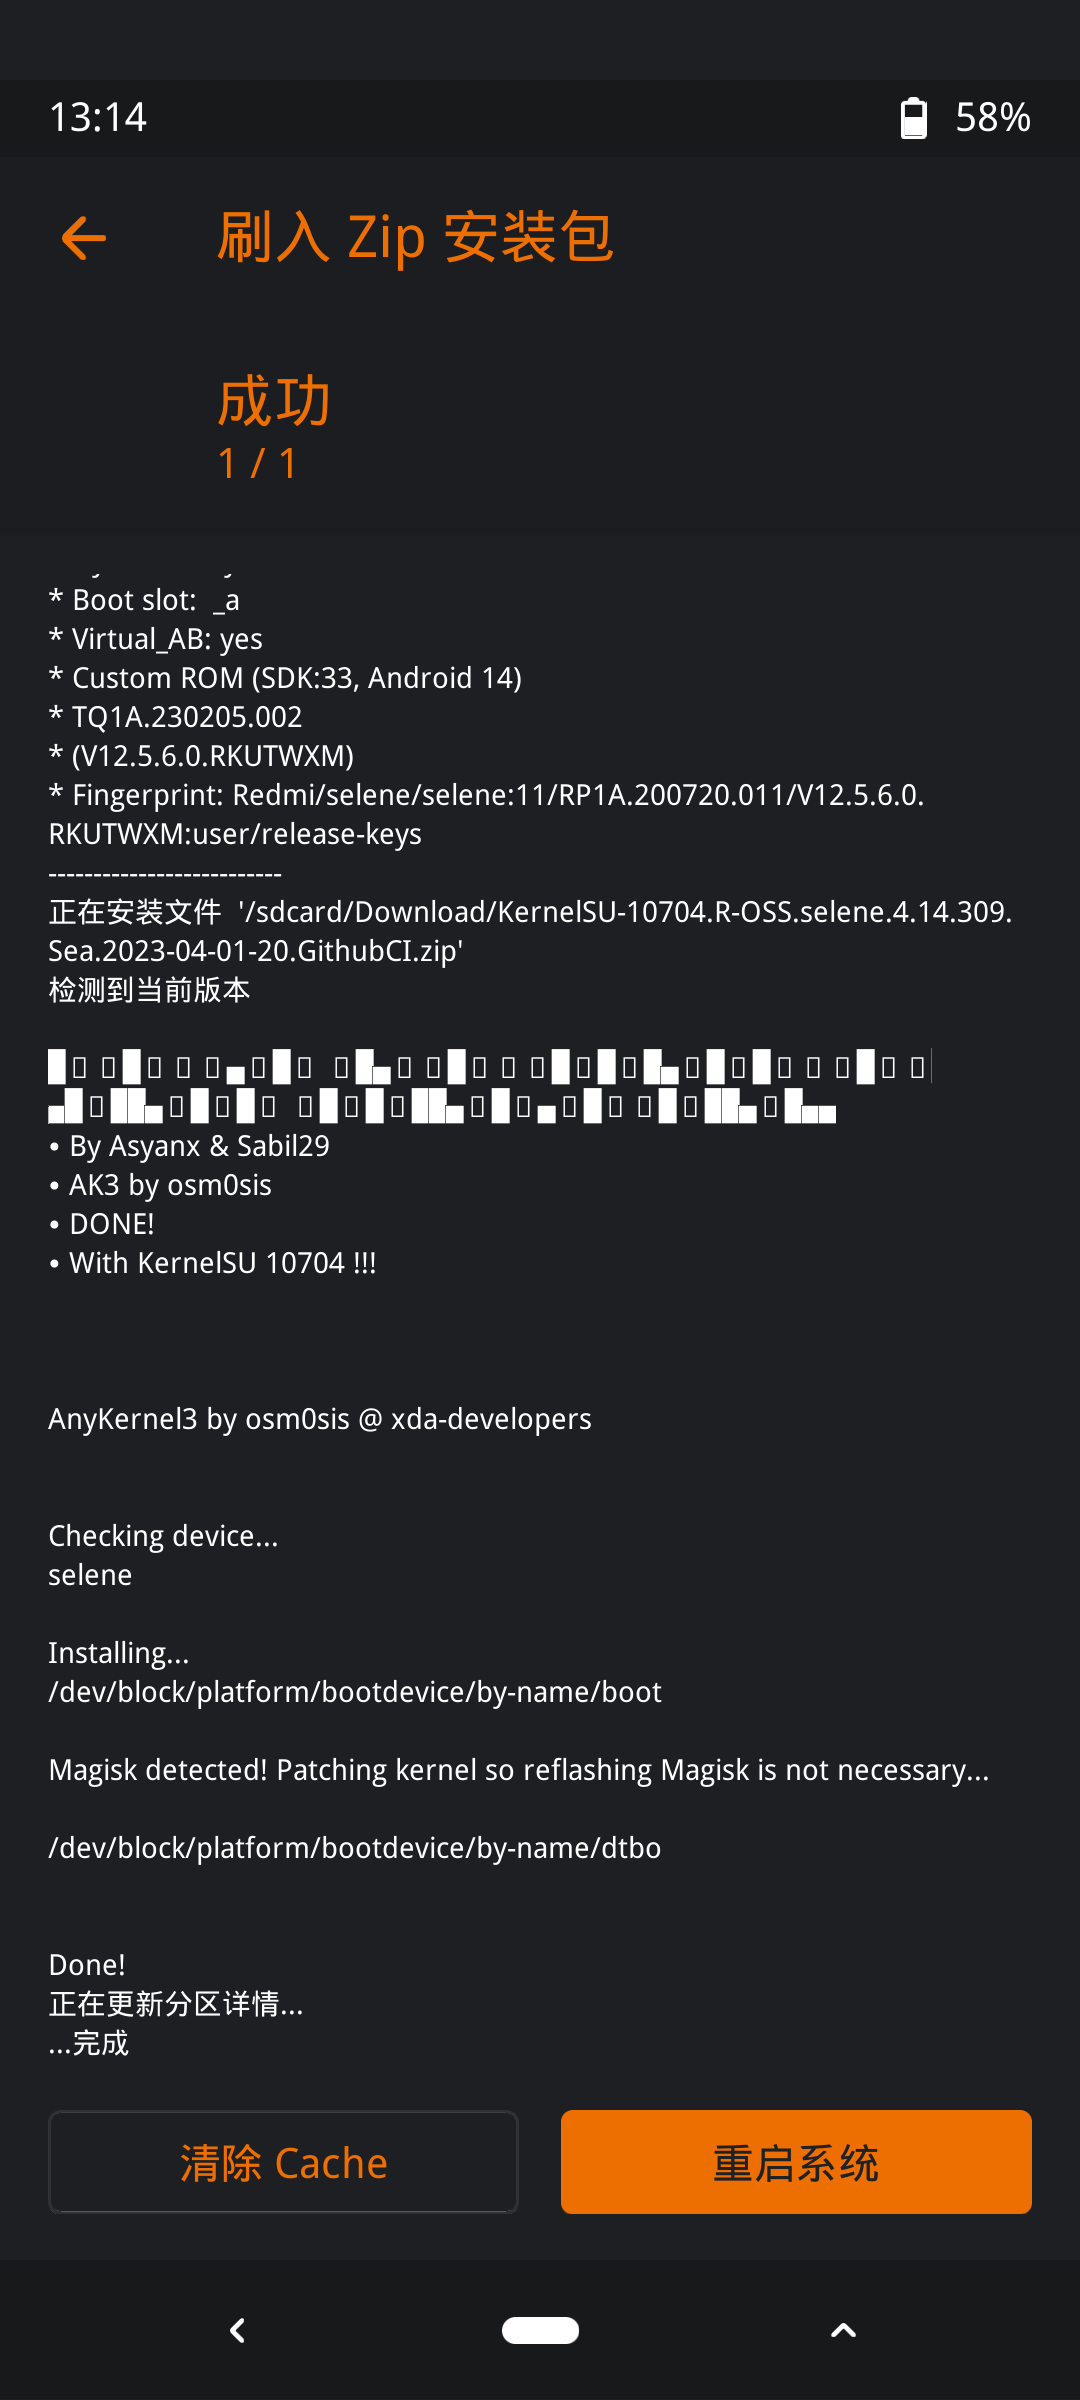 13:14
58%
刷入 Zip 安装包
成功
1 / 1
* Boot slot:  _a
* Virtual_AB: yes
* Custom ROM (SDK:33, Android 14)
* TQ1A.230205.002
* (V12.5.6.0.RKUTWXM)
* Fingerprint: Redmi/selene/selene:11/RP1A.200720.011/V12.5.6.0.
RKUTWXM:user/release-keys
--------------------------
正在安装文件  '/sdcard/Download/KernelSU-10704.R-OSS.selene.4.14.309.
Sea.2023-04-01-20.GithubCI.zip'
检测到当前版本
• By Asyanx & Sabil29
• AK3 by osm0sis
• DONE!
• With KernelSU 10704 !!!
AnyKernel3 by osm0sis @ xda-developers
Checking device...
selene
Installing...
/dev/block/platform/bootdevice/by-name/boot
Magisk detected! Patching kernel so reflashing Magisk is not necessary...
/dev/block/platform/bootdevice/by-name/dtbo
Done!
正在更新分区详情...
...完成
清除 Cache
重启系统